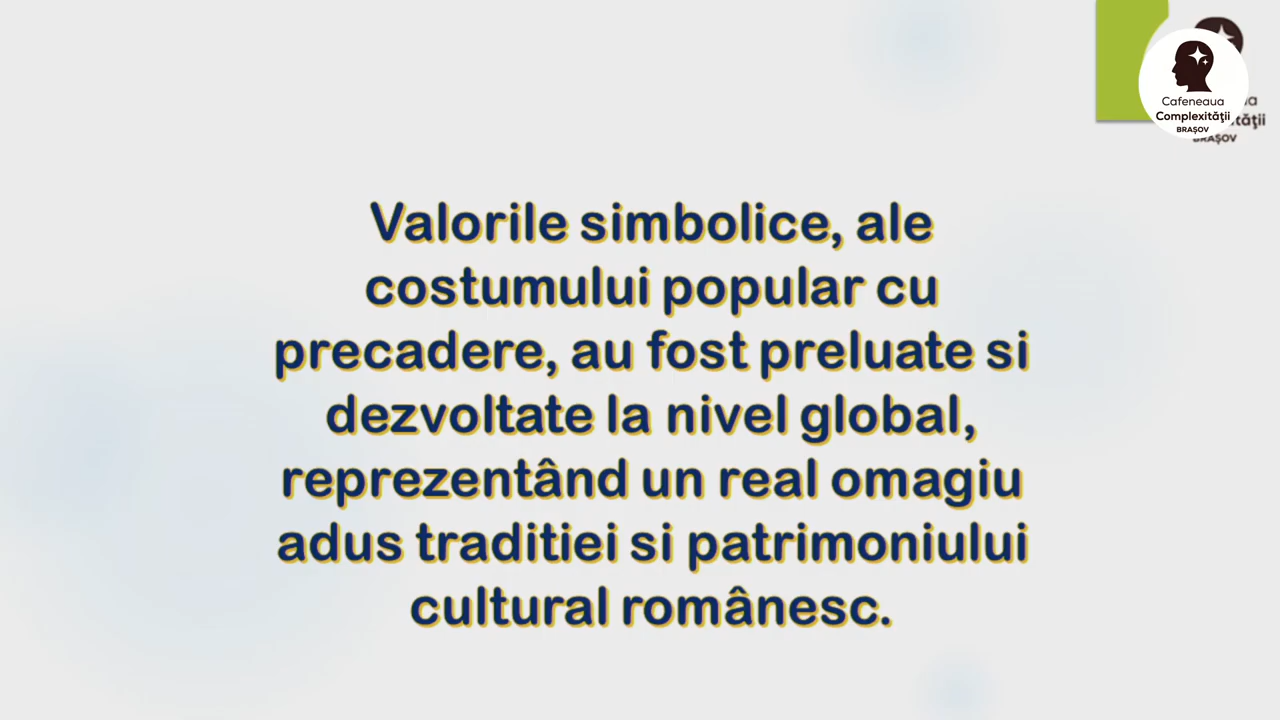 Cafeneaua
Complexităţii
BRAŞOV
Valorile simbolice, ale
costumului popular cu
precadere, au fost preluate si
dezvoltate la nivel global,
reprezentând un real omagiu
adus traditiei si patrimoniului
cultural românesc.